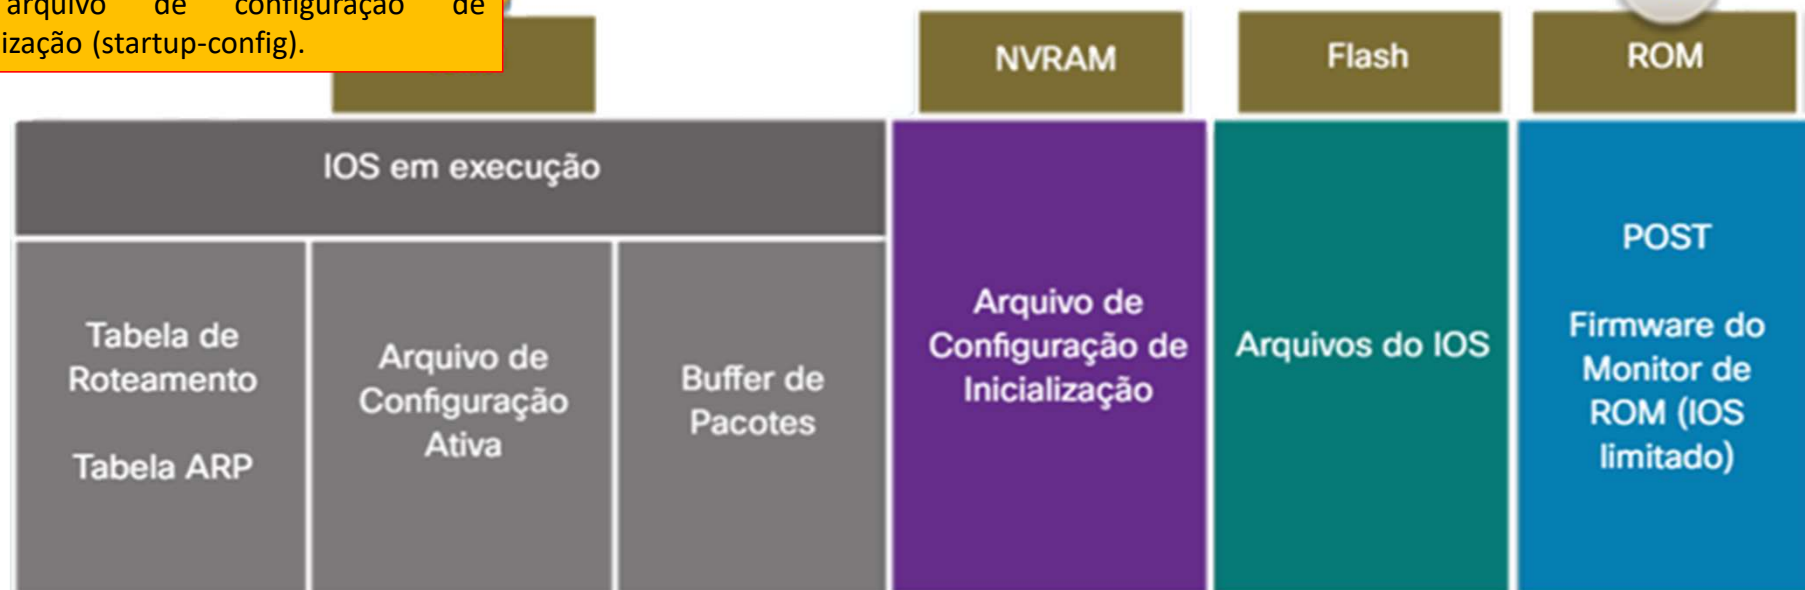 arquivo de configuração de
ização (startup-config).
NVRAM
Flash
ROM
IOS em execução
Tabela de
Roteamento
Tabela ARP
Arquivo de
Configuração
Ativa
Buffer de
Pacotes
Arquivo de
Configuração de
Inicialização
Arquivos do IOS
POST
Firmware do
Monitor de
ROM (IOS
limitado)